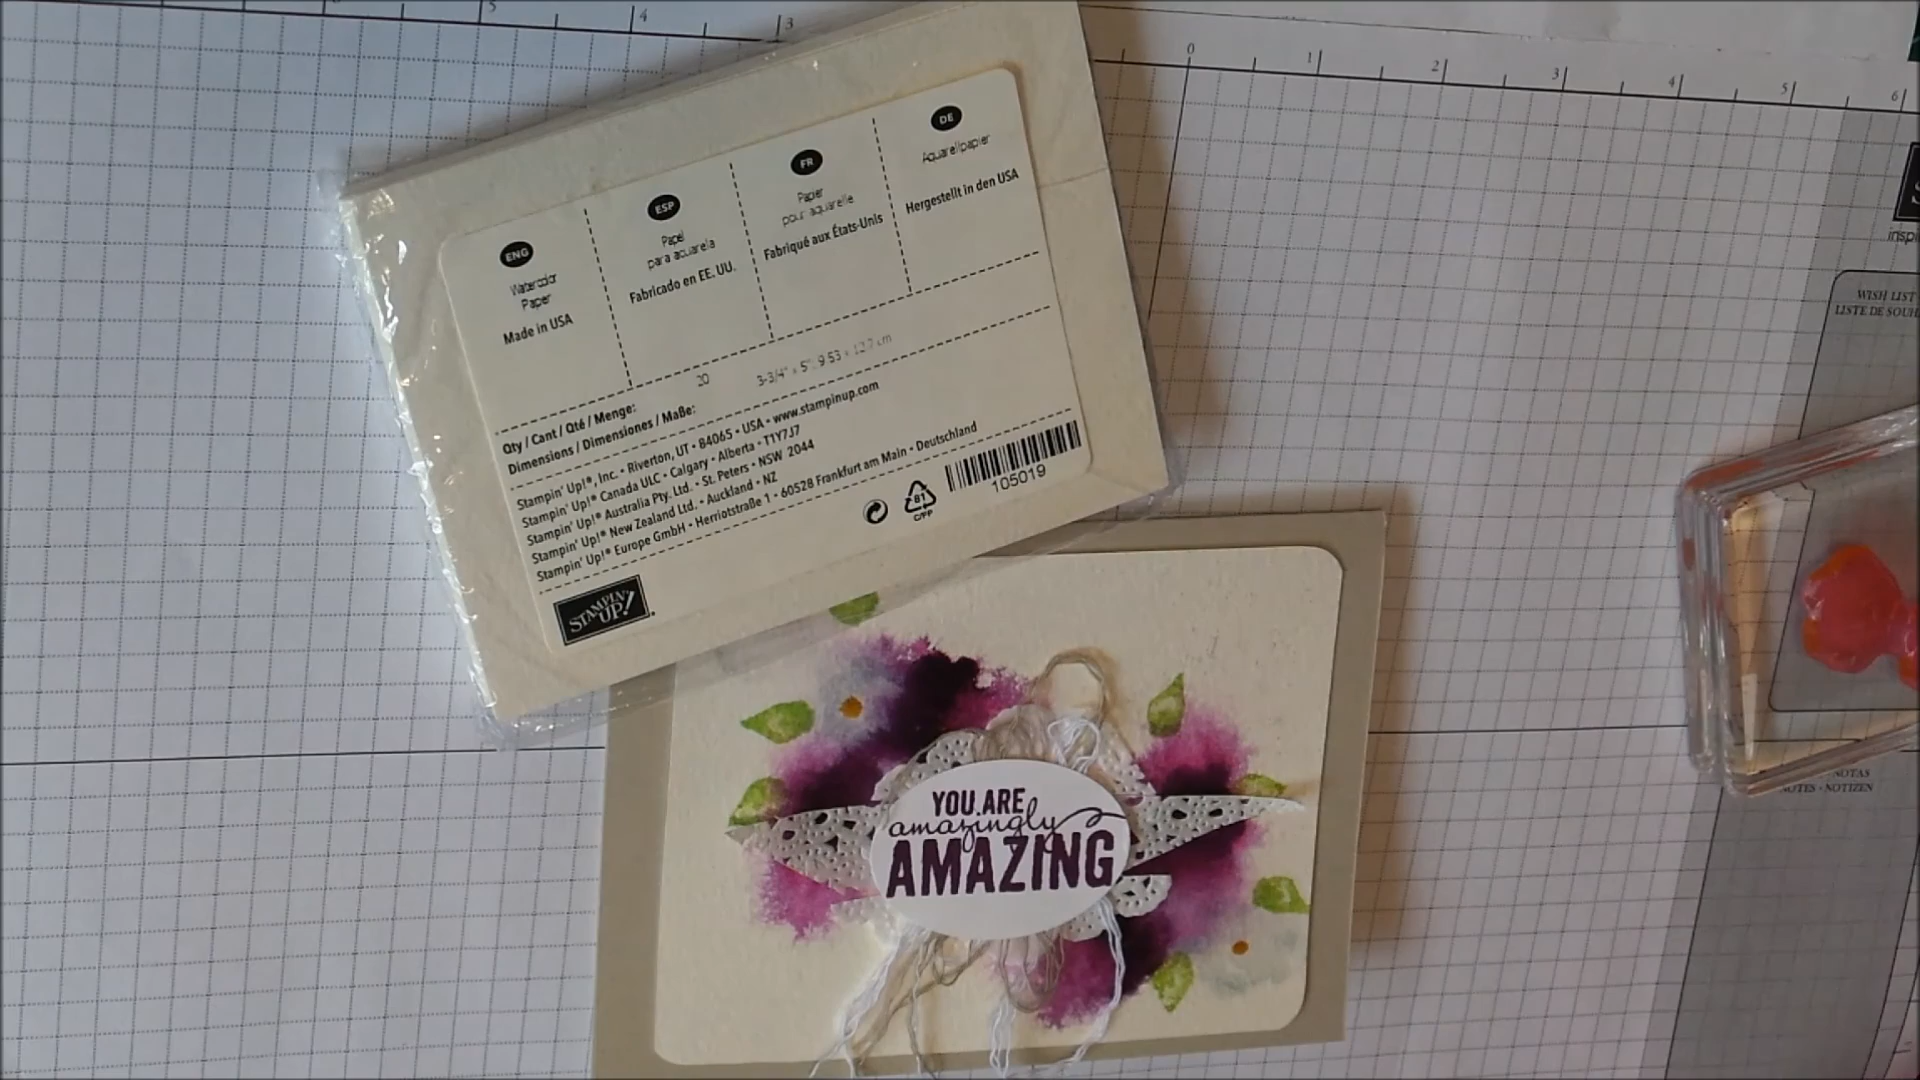 5
4
3
0
1
2
3
4
5
6
ENG
Watercolor
Paper
Made in USA
ESP
Papel
para acuarela
Fabricado en EE. UU.
FR
Papier
pour aquarelle
Fabriqué aux États-Unis
DE
Aquarellpapier
Hergestellt in den USA
Qty / Cant / Qté / Menge: 20
Dimensions / Dimensiones / Maße: 3-3/4" x 5" 9.53 x 12.7 cm
Stampin' Up!®, Inc. • Riverton, UT • 84065 • USA • www.stampinup.com
Stampin' Up!® Canada ULC • Calgary • Alberta • T1Y7J7
Stampin' Up!® Australia Pty. Ltd. • St. Peters • NSW 2044
Stampin' Up!® New Zealand Ltd. • Auckland • NZ
Stampin' Up!® Europe GmbH • Herriotstraße 1 • 60528 Frankfurt am Main • Deutschland
81
C/PP
105019
STAMPIN'
UP!
YOU ARE
amazingly
AMAZING
WISH LIST
LISTE DE
NOTAS
NOTES • NOTIZEN